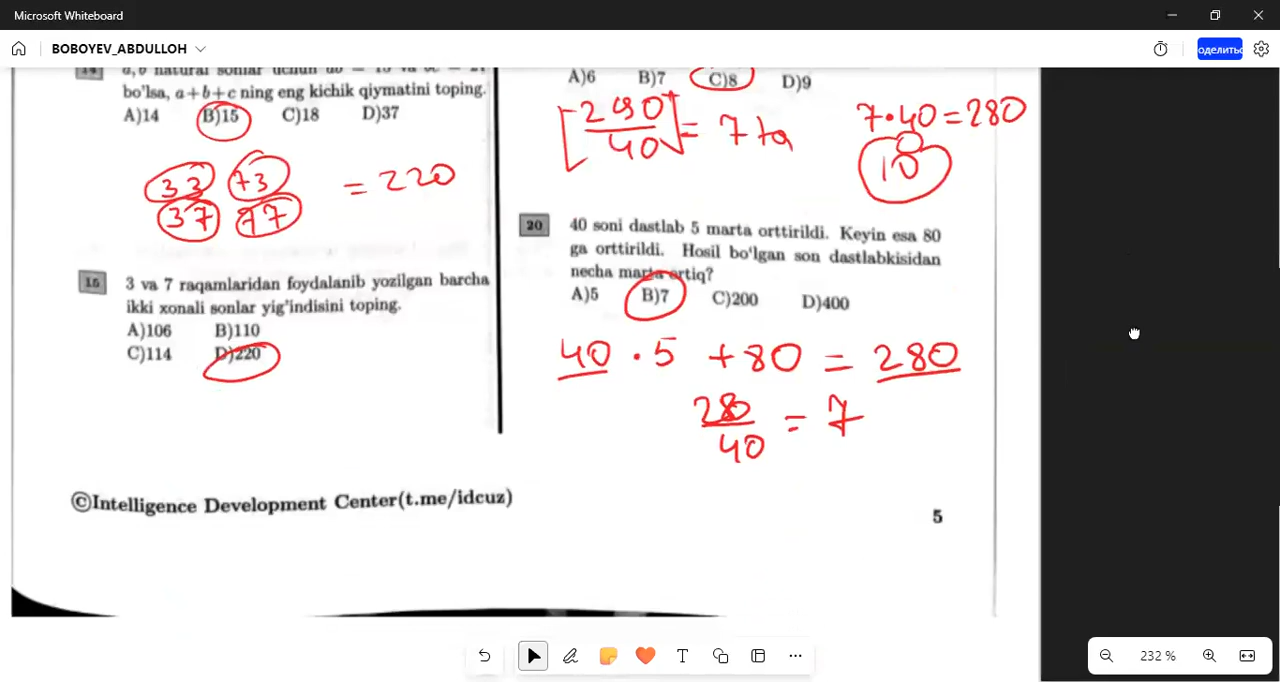 Microsoft Whiteboard
BOBOYEV_ABDULLOH
оделитьс
bo'lsa, a+b+c ning eng kichik qiymatini toping.
A)14 B)15 C)18 D)37
33 73 = 220
37 77
15 3 va 7 raqamlaridan foydalanib yozilgan barcha
ikki xonali sonlar yig'indisini toping.
A)106 B)110
C)114 D)220
A)6 B)7 C)8 D)9
[290/40] = 7 ta
7·40=280
10
20 40 soni dastlab 5 marta orttirildi. Keyin esa 80
ga orttirildi. Hosil bo'lgan son dastlabkisidan
necha marta ortiq?
A)5 B)7 C)200 D)400
40 · 5 + 80 = 280
280/40 = 7
©Intelligence Development Center(t.me/idcuz)
5
232 %